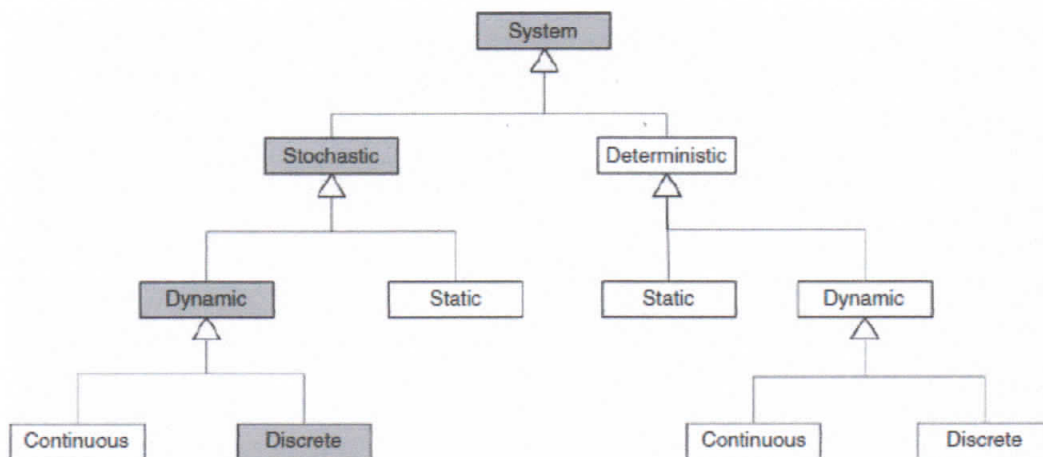 System
Stochastic
Deterministic
Dynamic
Static
Static
Dynamic
Continuous
Discrete
Continuous
Discrete